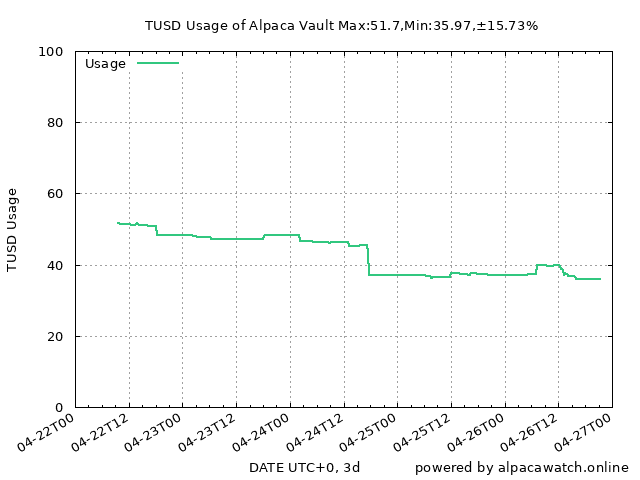 TUSD Usage of Alpaca Vault Max:51.7,Min:35.97,±15.73%
Usage
100
80
60
40
20
0
TUSD Usage
04-22T00
04-22T12
04-23T00
04-23T12
04-24T00
04-24T12
04-25T00
04-25T12
04-26T00
04-26T12
04-27T00
DATE UTC+0, 3d
powered by alpacawatch.online